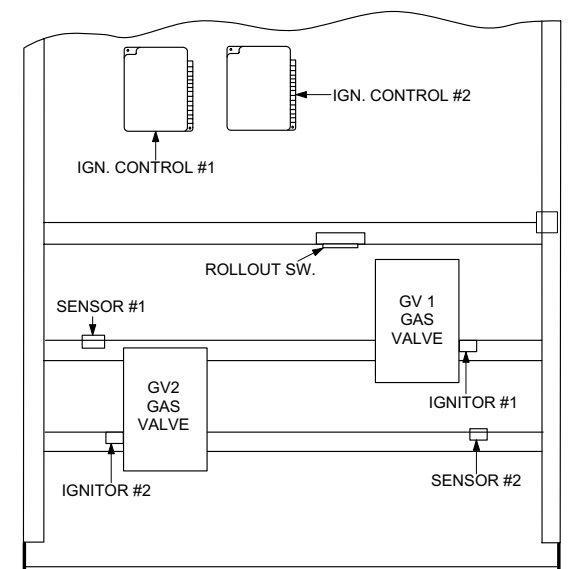 IGN. CONTROL #2
IGN. CONTROL #1
ROLLOUT SW.
SENSOR #1
GV 1
GAS
VALVE
GV2
GAS
VALVE
IGNITOR #1
IGNITOR #2
SENSOR #2